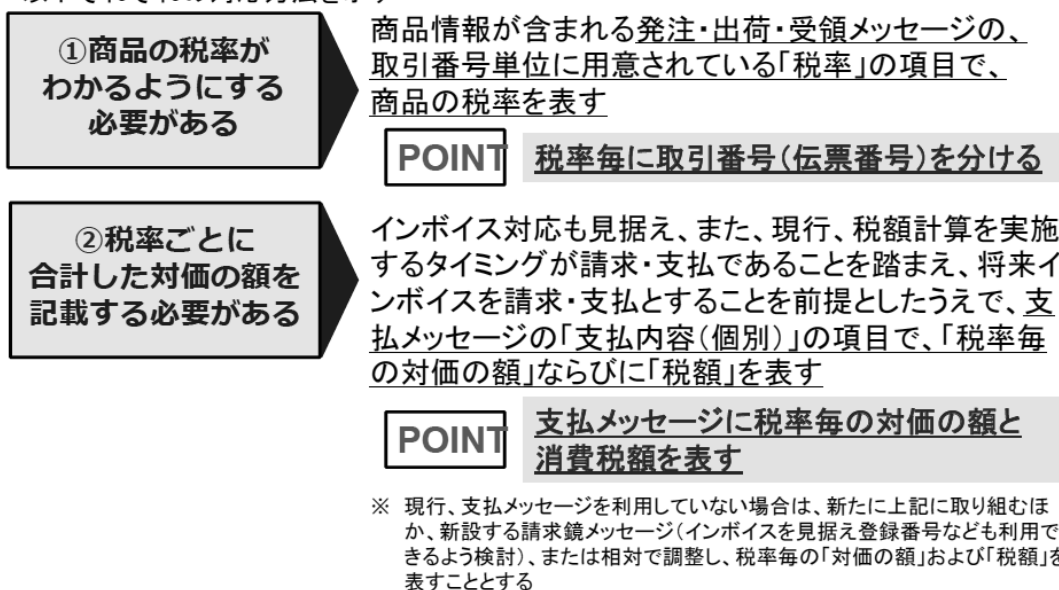 ①商品の税率が
わかるようにする
必要がある
商品情報が含まれる発注・出荷・受領メッセージの、
取引番号単位に用意されている「税率」の項目で、
商品の税率を表す
POINT
税率毎に取引番号(伝票番号)を分ける
②税率ごとに
合計した対価の額を
記載する必要がある
インボイス対応も見据え、また、現行、税額計算を実施
するタイミングが請求・支払であることを踏まえ、将来イ
ンボイスを請求・支払とすることを前提としたうえで、支
払メッセージの「支払内容(個別)」の項目で、「税率毎
の対価の額」ならびに「税額」を表す
POINT
支払メッセージに税率毎の対価の額と
消費税額を表す
※ 現行、支払メッセージを利用していない場合は、新たに上記に取り組むほ
か、新設する請求鏡メッセージ(インボイスを見据え登録番号なども利用で
きるよう検討)、または相対で調整し、税率毎の「対価の額」および「税額」を
表すこととする